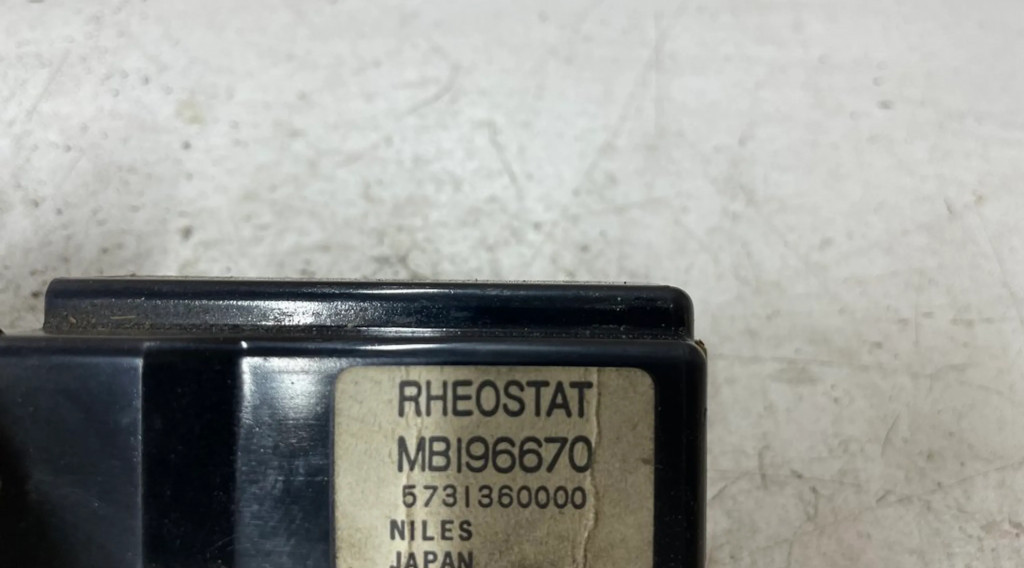 RHEOSTAT
MB196670
5731360000
NILES
JAPAN